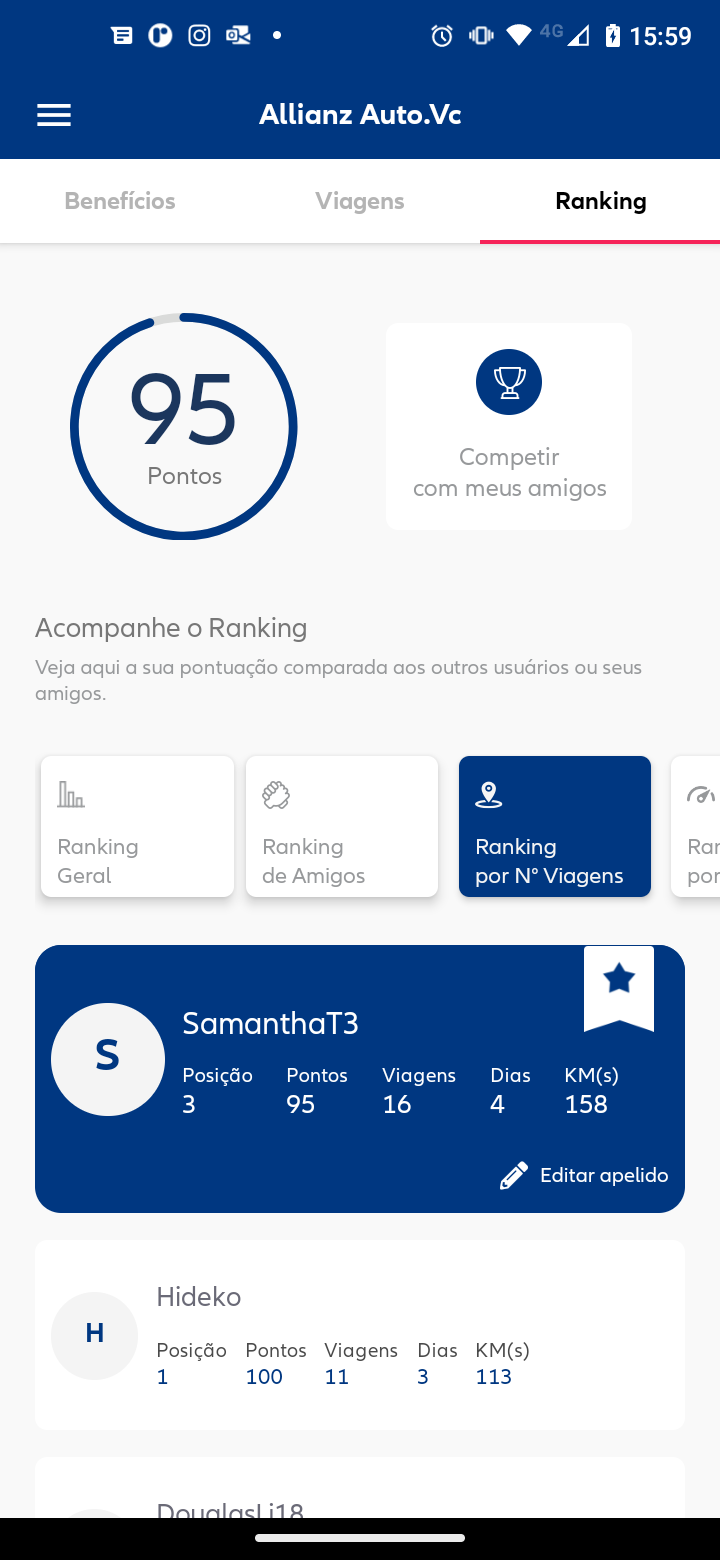 4G 15:59
Allianz Auto.Vc
Benefícios Viagens Ranking
95
Pontos
Competir
com meus amigos
Acompanhe o Ranking
Veja aqui a sua pontuação comparada aos outros usuários ou seus
amigos.
Ranking
Geral
Ranking
de Amigos
Ranking
por N° Viagens
por
S
SamanthaT3
Posição Pontos Viagens Dias KM(s)
3 95 16 4 158
Editar apelido
H
Hideko
Posição Pontos Viagens Dias KM(s)
1 100 11 3 113
DouglasLi18